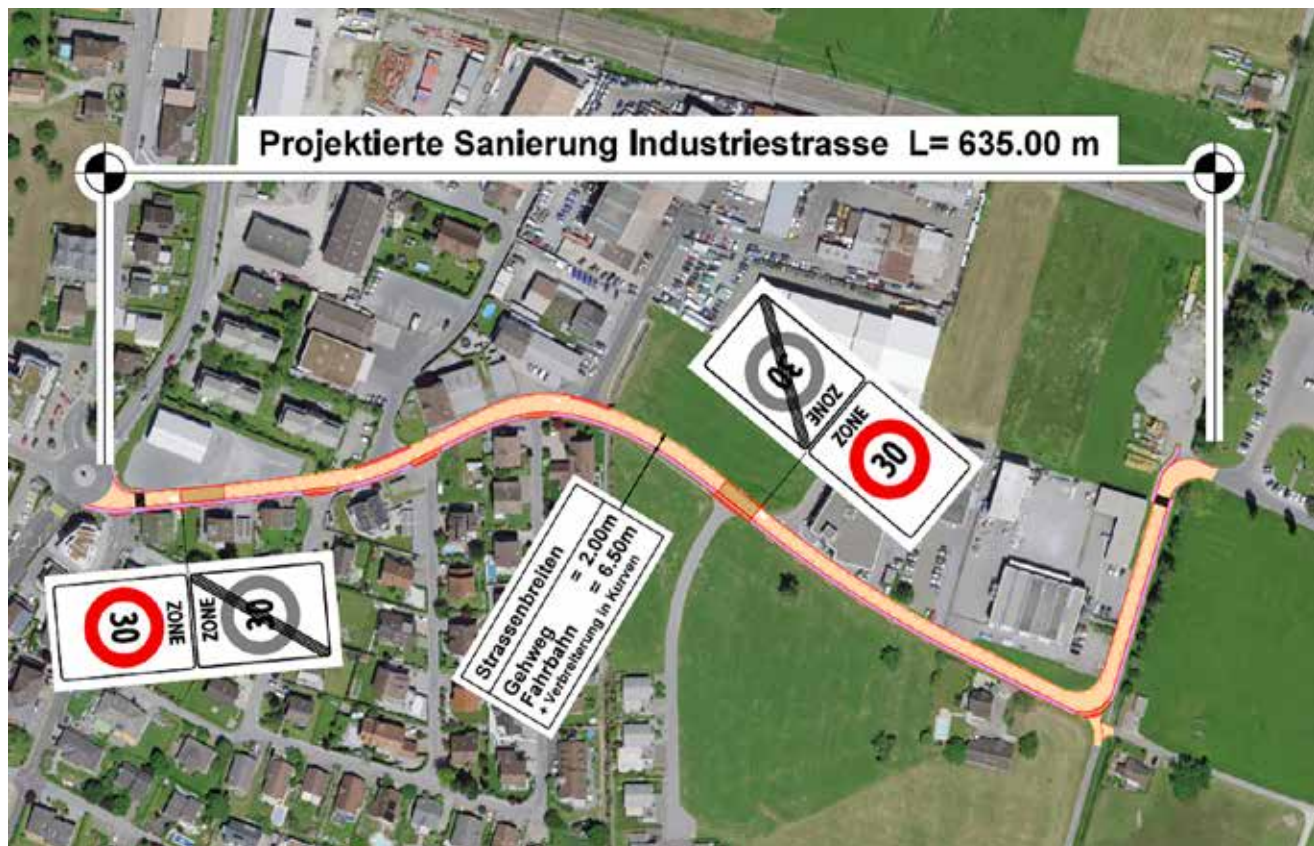 Projektierte Sanierung Industriestrasse L= 635.00 m
30
ZONE
30
ZONE
Strassenbreiten
Gehweg = 2.00m
Fahrbahn = 6.50m
+ Verbreiterung in Kurven
30
ZONE
ZONE
30